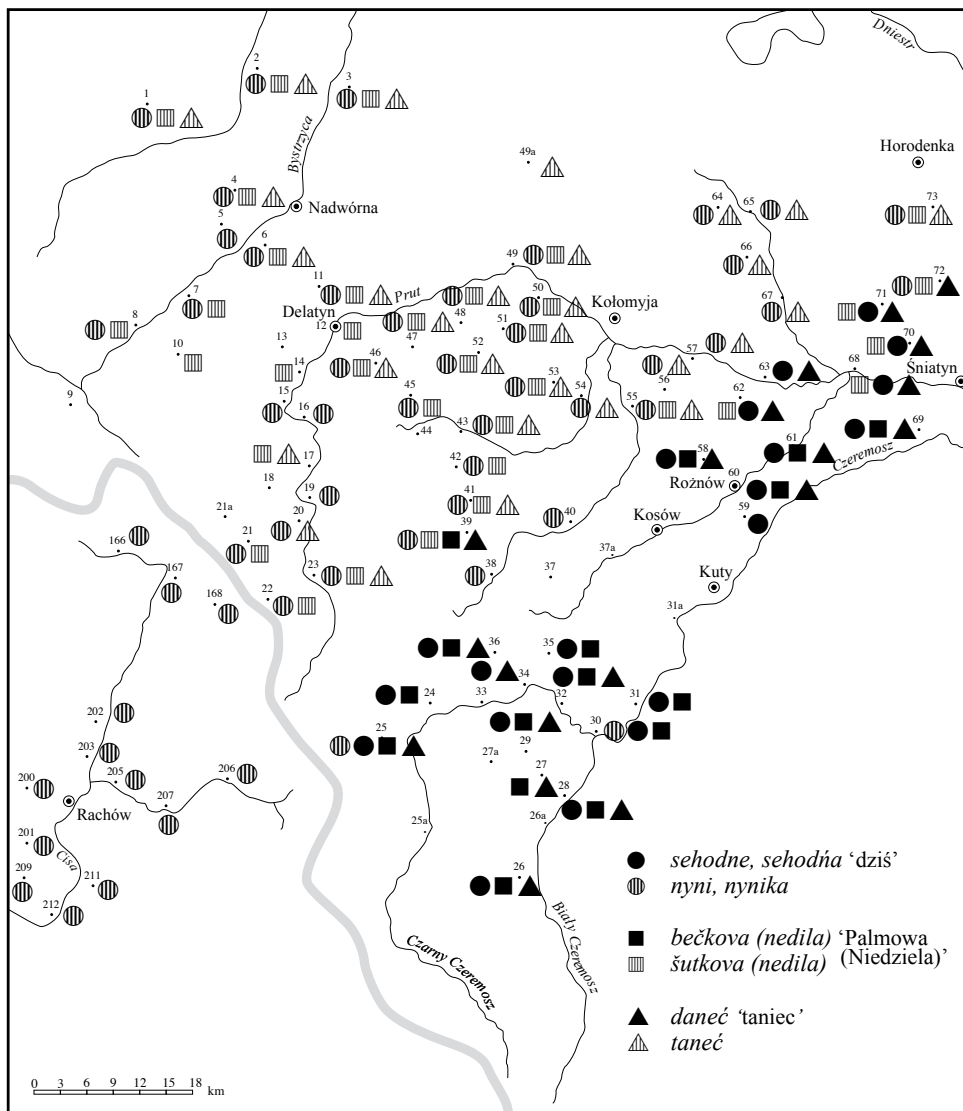 Dniestr
2
3
1
Bystrzyca
49a
Horodenka
4
Nadwórna
5
6
64
65
73
66
49
11
Prut
7
50
67
72
71
8
Delatyn
12
48
51
Kołomyja
13
47
70
10
46
52
57
14
53
56
63
68
Śniatyn
9
15
45
54
55
62
16
44
43
69
17
42
58
61
Czeremosz
18
19
41
Rożnów
60
21a
20
39
40
59
166
21
Kosów
37a
167
23
38
37
Kuty
168
22
31a
36
35
34
24
33
32
31
202
25
30
203
27a
29
205
206
27
200
207
28
Rachów
25a
26a
201
Cisa
sehodne, sehodńa ‘dziś’
209
211
26
nyni, nynika
212
Biały Czeremosz
bečkova (nedila) ‘Palmowa
(Niedziela)’
šutkova (nedila)
Czarny Czeremosz
daneć ‘taniec’
taneć
0 3 6 9 12 15 18
km